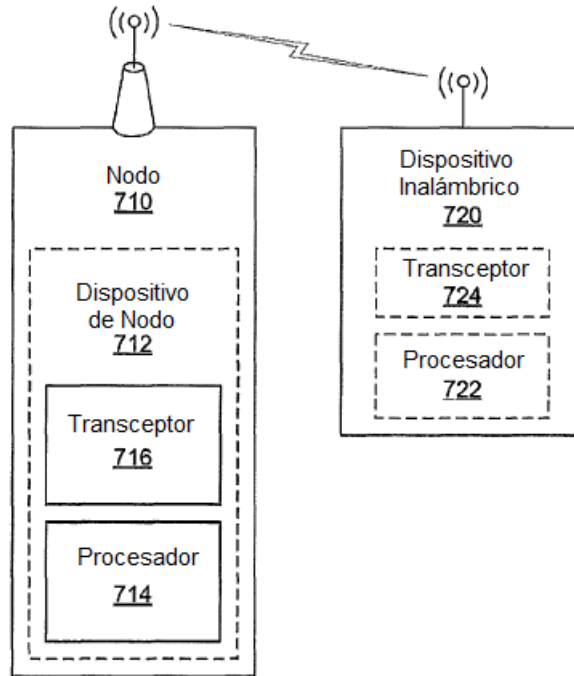 Nodo
710
Dispositivo
de Nodo
712
Transceptor
716
Procesador
714
Dispositivo
Inalámbrico
720
Transceptor
724
Procesador
722